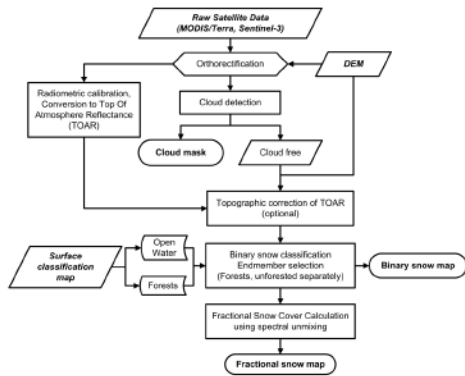 Raw Satellite Data
(MODIS/Terra, Sentinel-3)
Orthorectification
DEM
Radiometric calibration,
Conversion to Top Of
Atmosphere Reflectance
(TOAR)
Cloud detection
Cloud mask
Cloud free
Topographic correction of TOAR
(optional)
Surface
classification
map
Open
Water
Forests
Binary snow classification
Endmember selection
(Forests, unforested separately)
Binary snow map
Fractional Snow Cover Calculation
using spectral unmixing
Fractional snow map